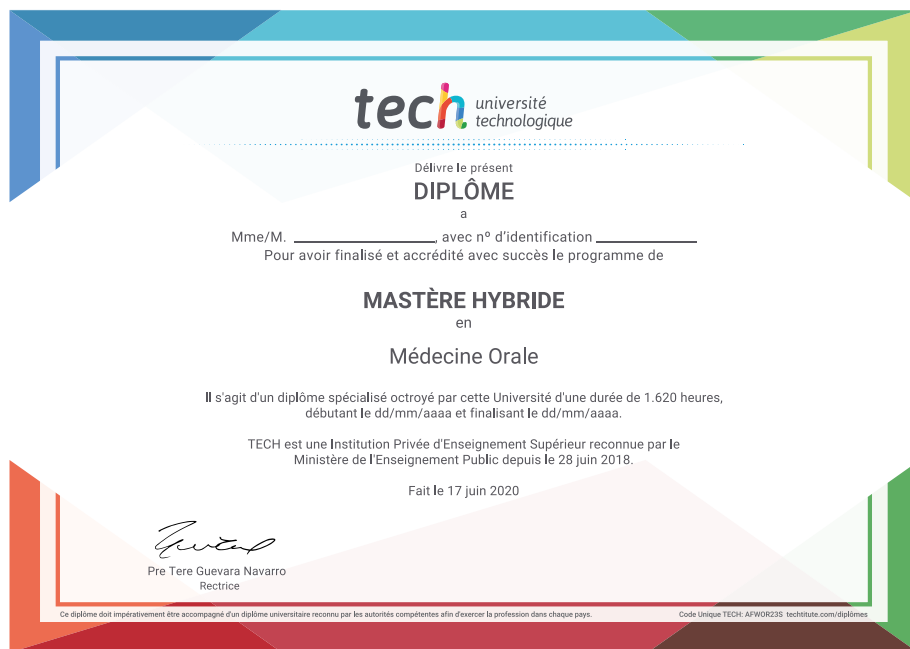 tech université
technologique
Délivre le présent
DIPLÔME
a
Mme/M. ________________, avec nº d'identification ____________
Pour avoir finalisé et accrédité avec succès le programme de
MASTÈRE HYBRIDE
en
Médecine Orale
Il s'agit d'un diplôme spécialisé octroyé par cette Université d'une durée de 1.620 heures,
débutant le dd/mm/aaaa et finalisant le dd/mm/aaaa.
TECH est une Institution Privée d'Enseignement Supérieur reconnue par le
Ministère de l'Enseignement Public depuis le 28 juin 2018.
Fait le 17 juin 2020
Pre Tere Guevara Navarro
Rectrice
Ce diplôme doit impérativement être accompagné d'un diplôme universitaire reconnu par les autorités compétentes afin d'exercer la profession dans chaque pays.
Code Unique TECH: AFWOR23S techtitute.com/diplômes